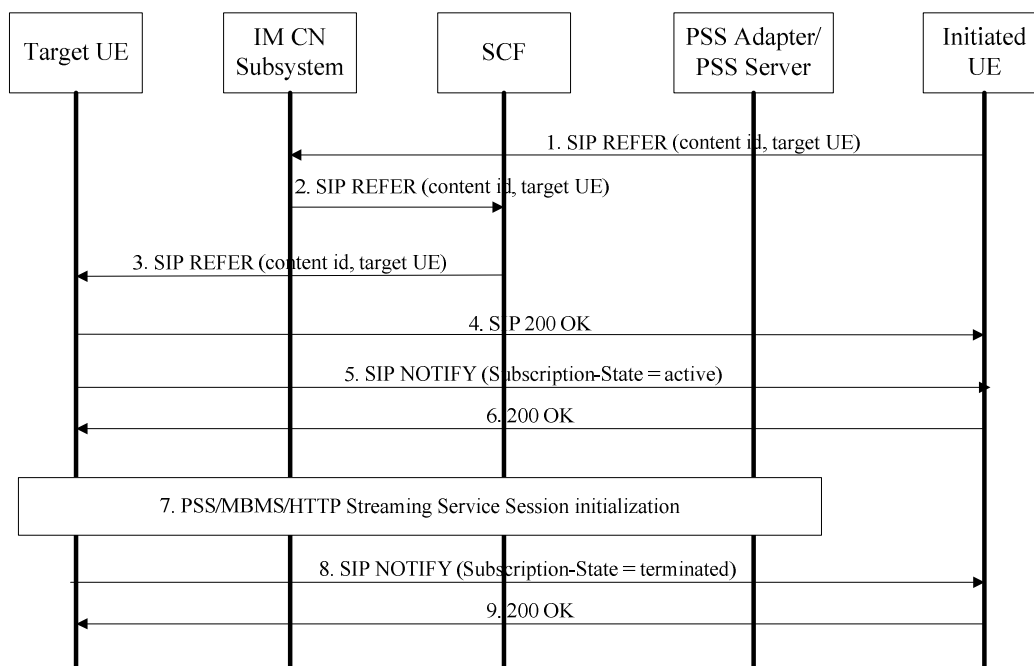 Target UE
IM CN
Subsystem
SCF
PSS Adapter/
PSS Server
Initiated
UE
1. SIP REFER (content id, target UE)
2. SIP REFER (content id, target UE)
3. SIP REFER (content id, target UE)
4. SIP 200 OK
5. SIP NOTIFY (Subscription-State = active)
6. 200 OK
7. PSS/MBMS/HTTP Streaming Service Session initialization
8. SIP NOTIFY (Subscription-State = terminated)
9. 200 OK